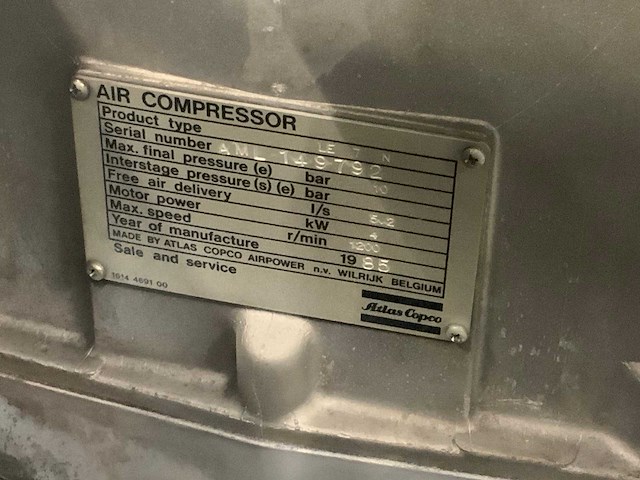 AIR COMPRESSOR
Product type LE 7 N
Serial number AML 149792
Max. final pressure (e) bar 10
Interstage pressure(s) (e) bar
Free air delivery l/s 5.2
Motor power kW 4
Max. speed r/min 1200
Year of manufacture 1985
MADE BY ATLAS COPCO AIRPOWER n.v. WILRIJK BELGIUM
Sale and service
1614 4691 00
Atlas Copco